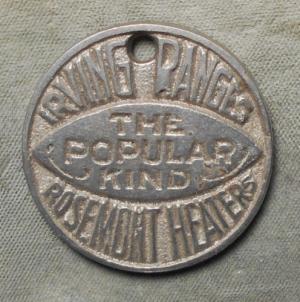 IRVING RANGES
THE
POPULAR
KIND
ROSEMONT HEATERS